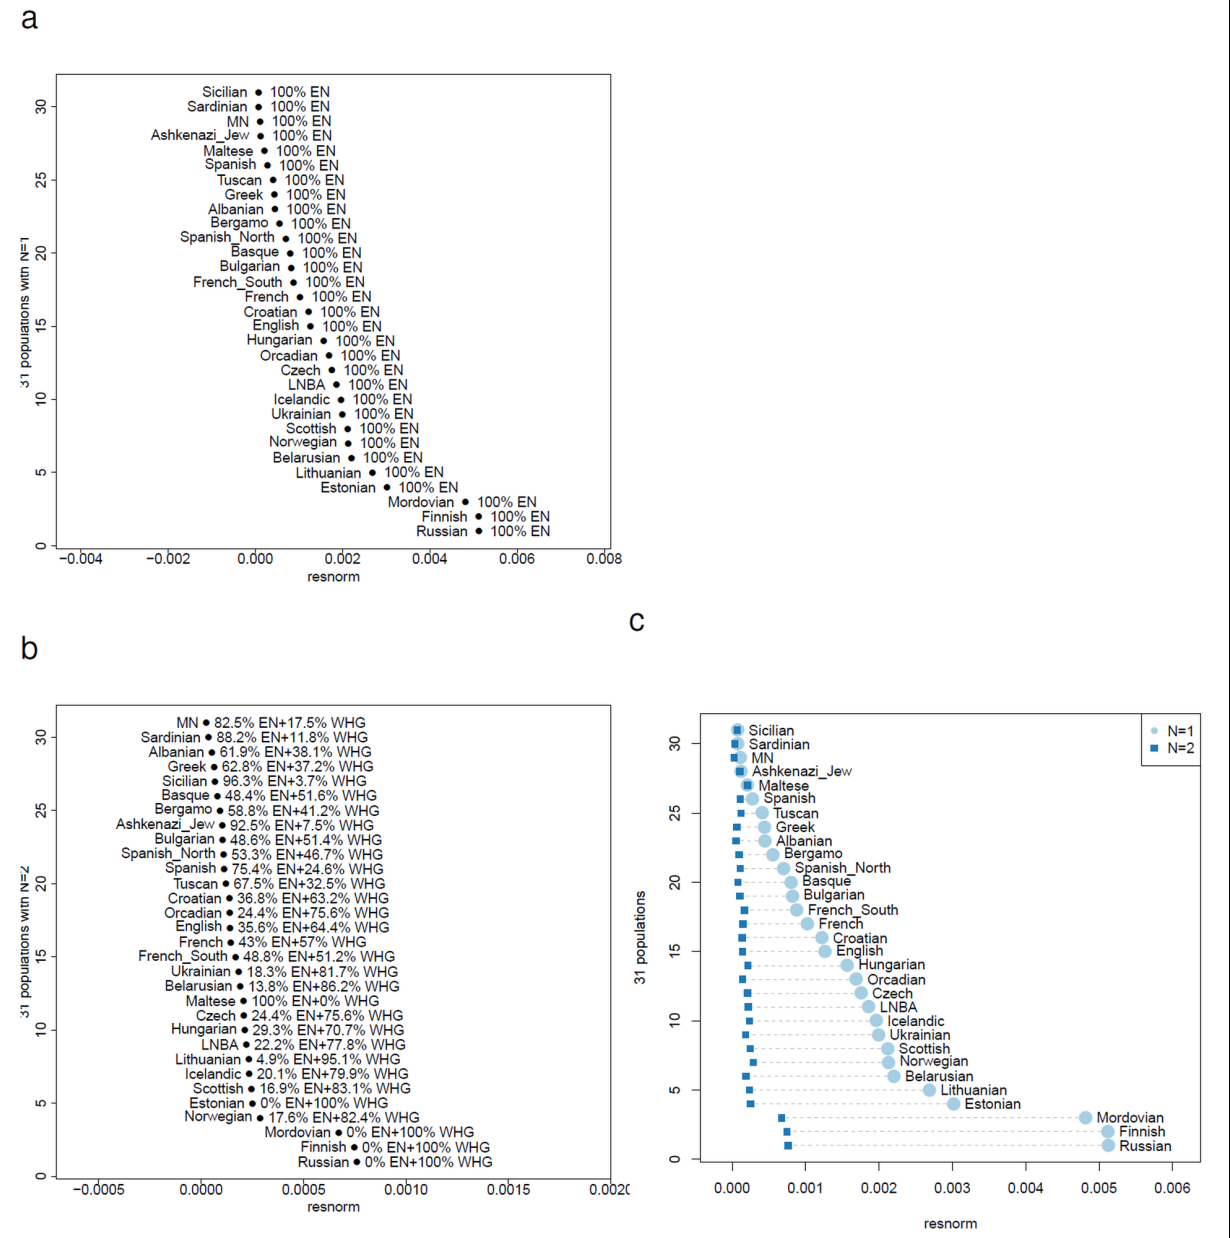 a
Sicilian 100% EN
30
Sardinian 100% EN
MN 100% EN
Ashkenazi_Jew 100% EN
Maltese 100% EN
Spanish 100% EN
25
Tuscan 100% EN
Greek 100% EN
Albanian 100% EN
Bergamo 100% EN
Spanish_North 100% EN
20
Basque 100% EN
Bulgarian 100% EN
French_South 100% EN
French 100% EN
Croatian 100% EN
15
English 100% EN
Hungarian 100% EN
Orcadian 100% EN
Czech 100% EN
LNBA 100% EN
10
Icelandic 100% EN
Ukrainian 100% EN
Scottish 100% EN
Norwegian 100% EN
Belarusian 100% EN
5
Lithuanian 100% EN
Estonian 100% EN
Mordovian 100% EN
Finnish 100% EN
Russian 100% EN
0
31 populations with N=1
−0.004 −0.002 0.000 0.002 0.004 0.006 0.008
resnorm
b
MN 82.5% EN+17.5% WHG
30
Sardinian 88.2% EN+11.8% WHG
Albanian 61.9% EN+38.1% WHG
Greek 62.8% EN+37.2% WHG
Sicilian 96.3% EN+3.7% WHG
Basque 48.4% EN+51.6% WHG
25
Bergamo 58.8% EN+41.2% WHG
Ashkenazi_Jew 92.5% EN+7.5% WHG
Bulgarian 48.6% EN+51.4% WHG
Spanish_North 53.3% EN+46.7% WHG
Spanish 75.4% EN+24.6% WHG
20
Tuscan 67.5% EN+32.5% WHG
Croatian 36.8% EN+63.2% WHG
Orcadian 24.4% EN+75.6% WHG
English 35.6% EN+64.4% WHG
French 43% EN+57% WHG
15
French_South 48.8% EN+51.2% WHG
Ukrainian 18.3% EN+81.7% WHG
Belarusian 13.8% EN+86.2% WHG
Maltese 100% EN+0% WHG
Czech 24.4% EN+75.6% WHG
10
Hungarian 29.3% EN+70.7% WHG
LNBA 22.2% EN+77.8% WHG
Lithuanian 4.9% EN+95.1% WHG
Icelandic 20.1% EN+79.9% WHG
Scottish 16.9% EN+83.1% WHG
5
Estonian 0% EN+100% WHG
Norwegian 17.6% EN+82.4% WHG
Mordovian 0% EN+100% WHG
Finnish 0% EN+100% WHG
Russian 0% EN+100% WHG
0
31 populations with N=2
−0.0005 0.0000 0.0005 0.0010 0.0015 0.002
resnorm
c
N=1
N=2
Sicilian
30
Sardinian
MN
Ashkenazi_Jew
Maltese
Spanish
25
Tuscan
Greek
Albanian
Bergamo
Spanish_North
20
Basque
Bulgarian
French_South
French
Croatian
15
English
Hungarian
Orcadian
Czech
LNBA
10
Icelandic
Ukrainian
Scottish
Norwegian
Belarusian
5
Lithuanian
Estonian
Mordovian
Finnish
Russian
0
31 populations
0.000 0.001 0.002 0.003 0.004 0.005 0.006
resnorm